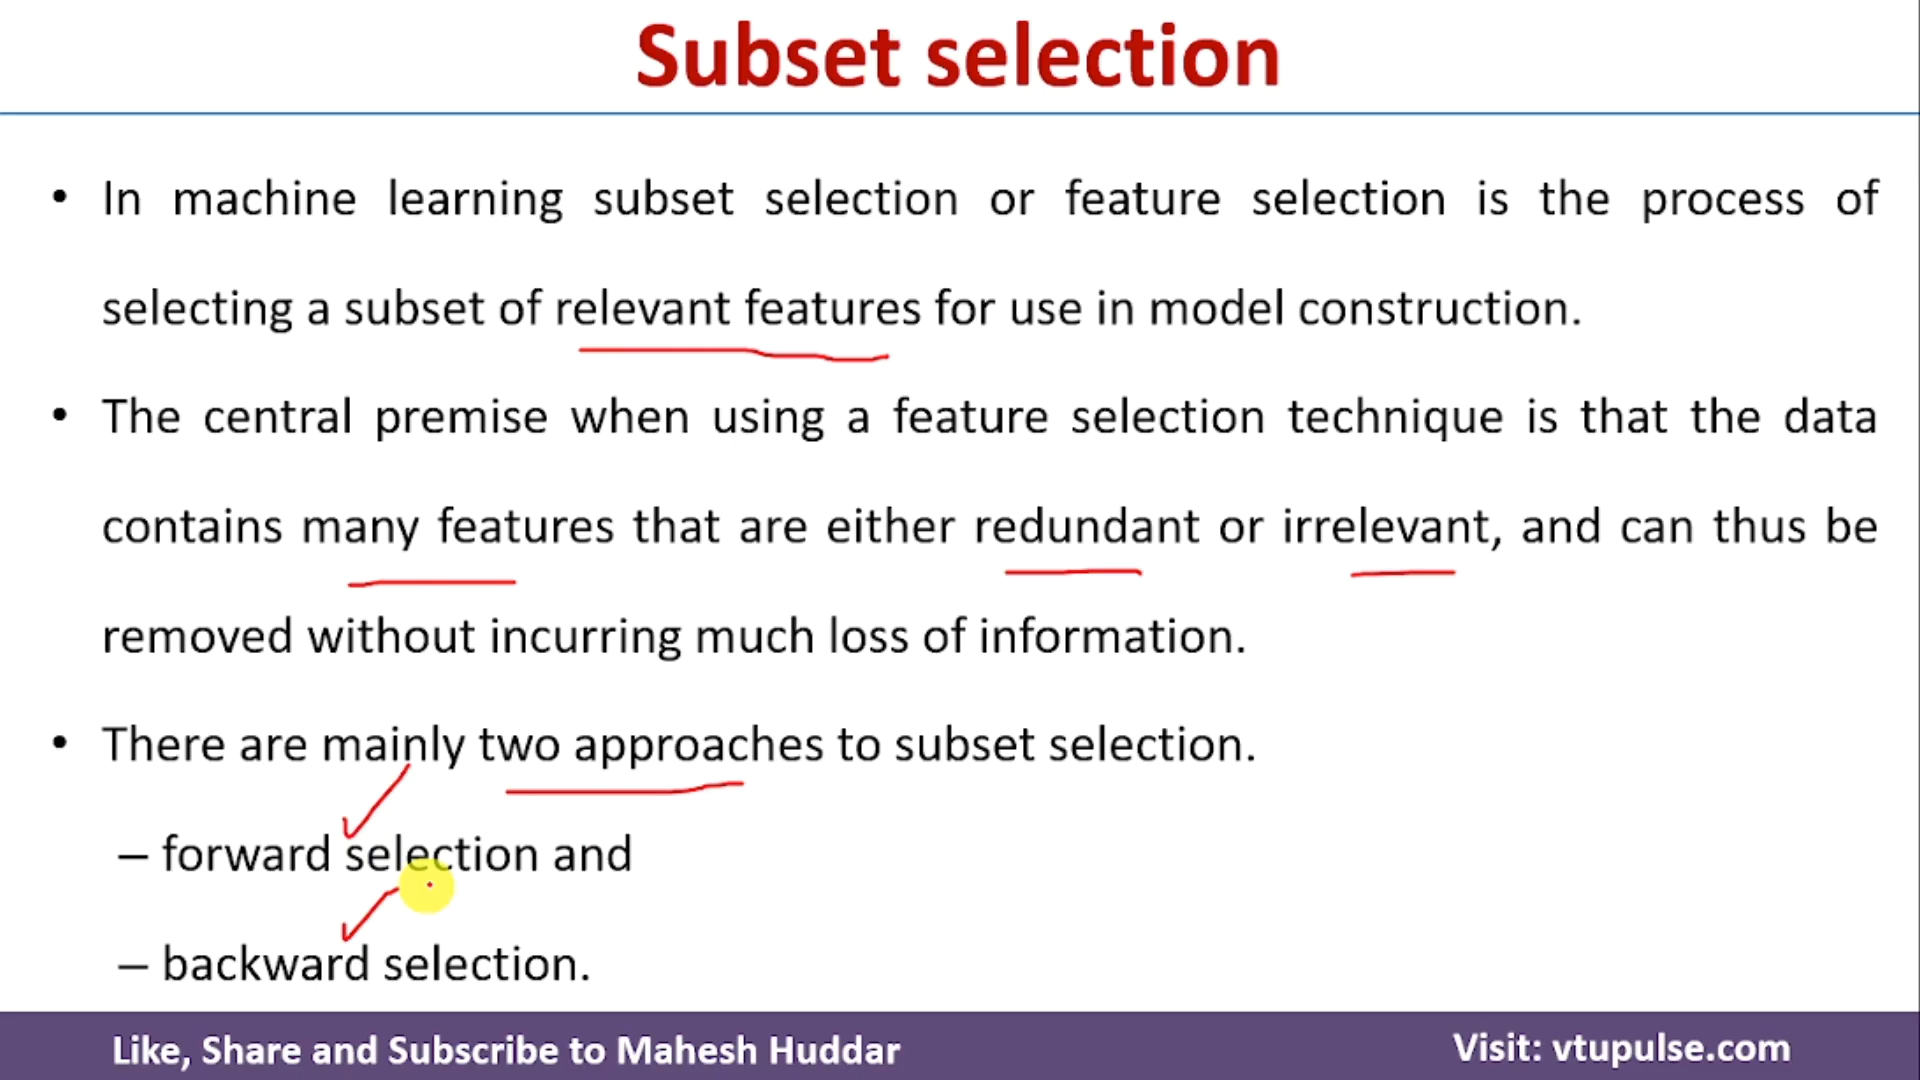 Subset selection
• In machine learning subset selection or feature selection is the process of
selecting a subset of relevant features for use in model construction.
• The central premise when using a feature selection technique is that the data
contains many features that are either redundant or irrelevant, and can thus be
removed without incurring much loss of information.
• There are mainly two approaches to subset selection.
– forward selection and
– backward selection.
Like, Share and Subscribe to Mahesh Huddar
Visit: vtupulse.com